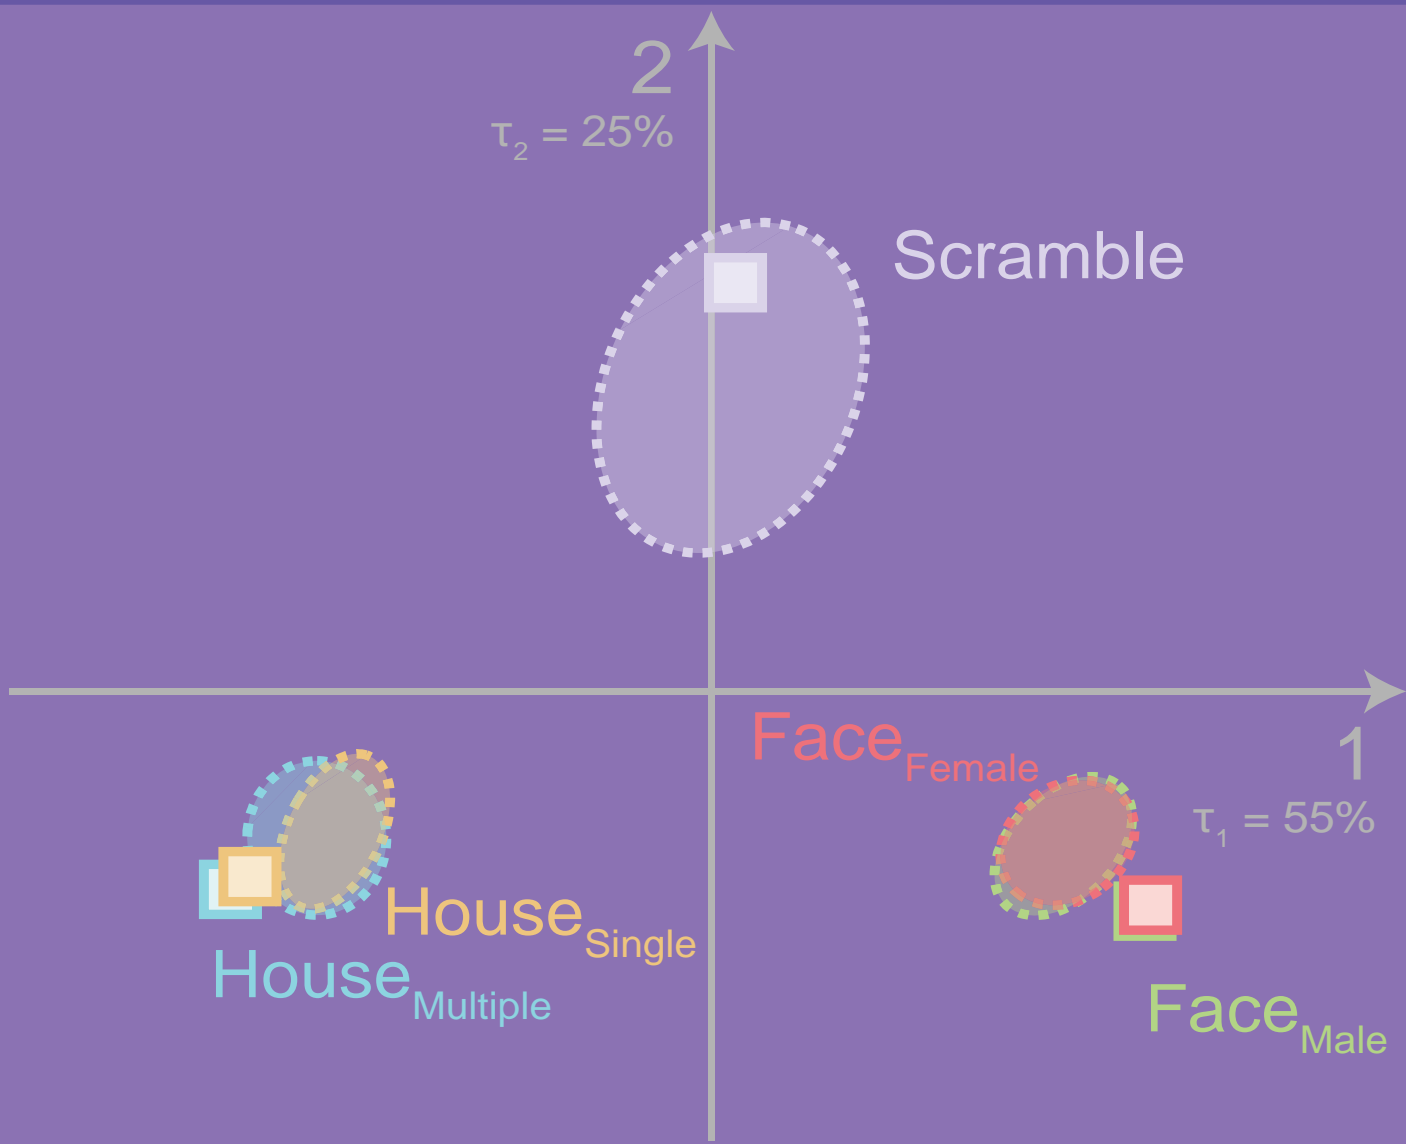 2
τ2 = 25%
Scramble
FaceFemale
1
τ1 = 55%
HouseSingle
HouseMultiple
FaceMale